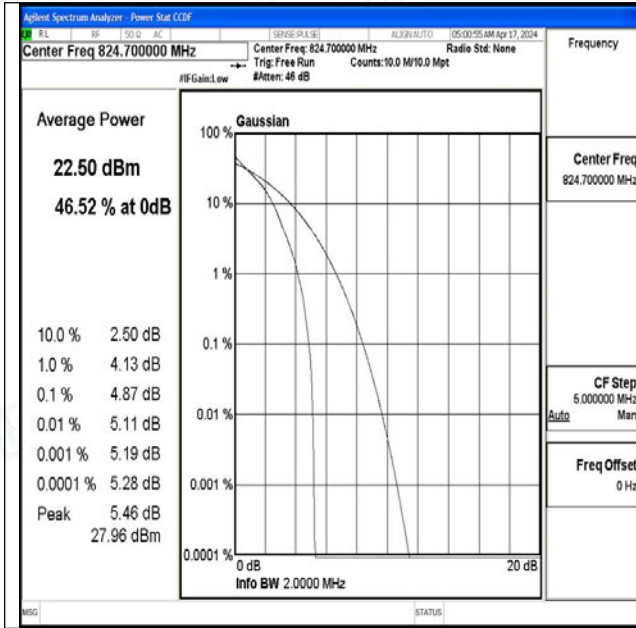 Agilent Spectrum Analyzer - Power Stat CCDF
RL RF 50 Ω AC SENSE:PULSE ALIGNAUTO 05:00:55 AM Apr 17, 2024
Center Freq 824.700000 MHz
Center Freq: 824.700000 MHz Radio Std: None
Trig: Free Run Counts:10.0 M/10.0 Mpt
#IFGain:Low #Atten: 46 dB
Frequency
Average Power
22.50 dBm
46.52 % at 0dB
10.0 % 2.50 dB
1.0 % 4.13 dB
0.1 % 4.87 dB
0.01 % 5.11 dB
0.001 % 5.19 dB
0.0001 % 5.28 dB
Peak 5.46 dB
27.96 dBm
Gaussian
100 %
10 %
1 %
0.1 %
0.01 %
0.001 %
0.0001 %
0 dB 20 dB
Info BW 2.0000 MHz
Center Freq
824.700000 MHz
CF Step
5.000000 MHz
Auto Man
Freq Offset
0 Hz
MSG STATUS